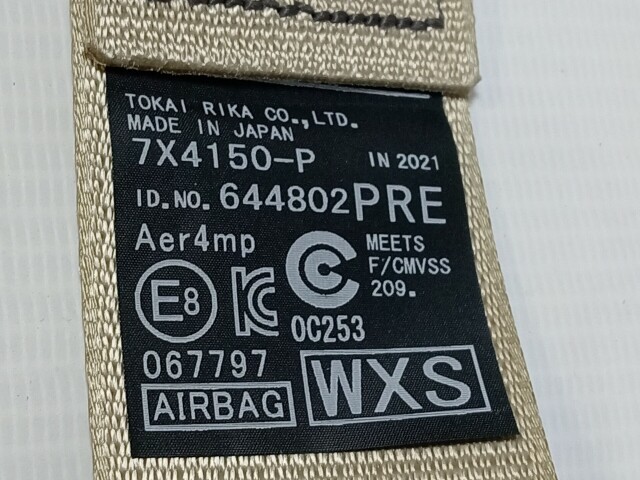 TOKAI RIKA CO.,LTD.
MADE IN JAPAN
7X4150-P IN 2021
ID.NO. 644802PRE
Aer4mp
MEETS
F/CMVSS
209.
E8 KC C
0C253
067797
AIRBAG WXS